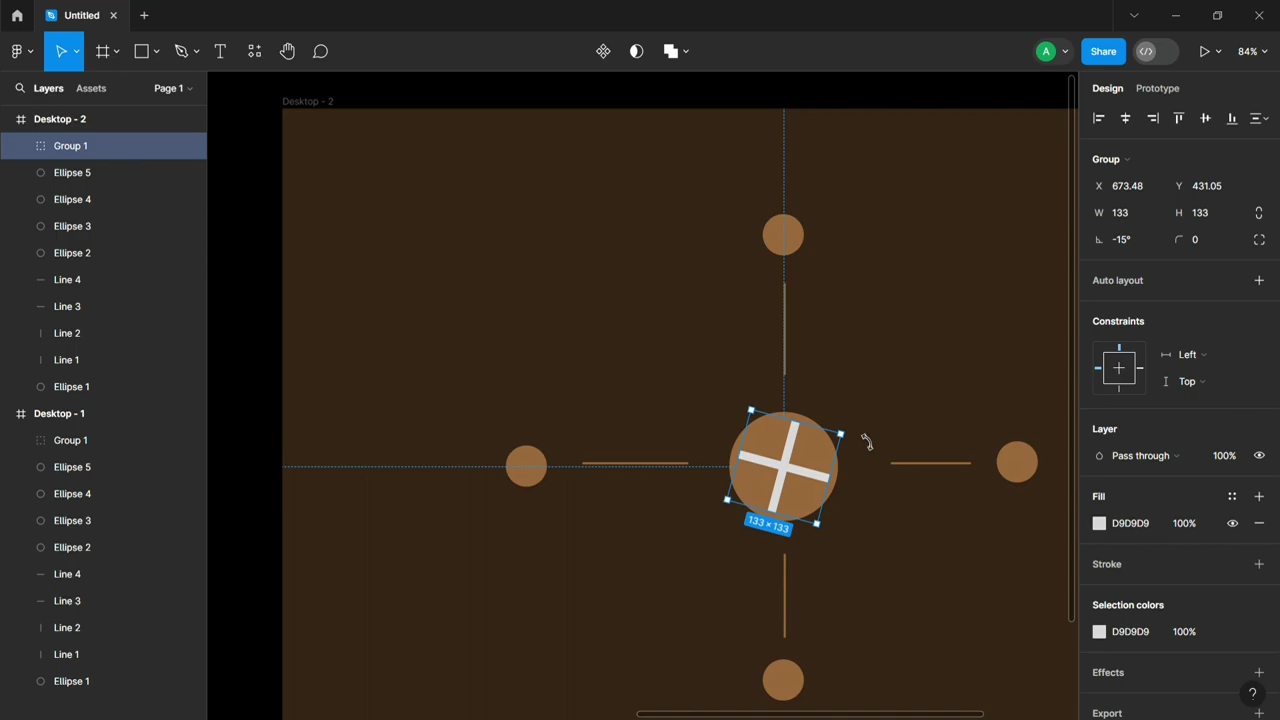 Untitled
Share
84%
Layers
Assets
Page 1
Desktop - 2
Group 1
Ellipse 5
Ellipse 4
Ellipse 3
Ellipse 2
Line 4
Line 3
Line 2
Line 1
Ellipse 1
Desktop - 1
Group 1
Ellipse 5
Ellipse 4
Ellipse 3
Ellipse 2
Line 4
Line 3
Line 2
Line 1
Ellipse 1
Desktop - 2
133 × 133
A
Design
Prototype
Group
X 673.48
Y 431.05
W 133
H 133
-15°
0
Auto layout
Constraints
Left
Top
Layer
Pass through
100%
Fill
D9D9D9 100%
Stroke
Selection colors
D9D9D9 100%
Effects
?
Export